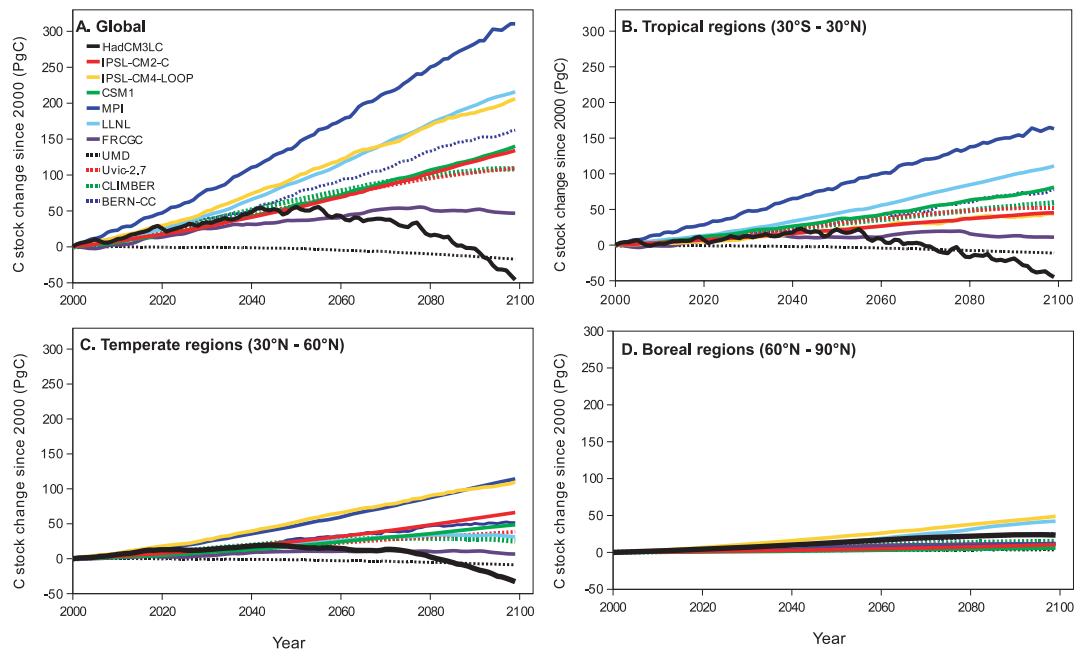 A. Global
C stock change since 2000 (PgC)
300
250
200
150
100
50
0
-50
HadCM3LC
IPSL-CM2-C
IPSL-CM4-LOOP
CSM1
MPI
LLNL
FRCGC
UMD
Uvic-2.7
CLIMBER
BERN-CC
2000 2020 2040 2060 2080 2100
B. Tropical regions (30°S - 30°N)
C stock change since 2000 (PgC)
300
250
200
150
100
50
0
-50
2000 2020 2040 2060 2080 2100
C. Temperate regions (30°N - 60°N)
C stock change since 2000 (PgC)
300
250
200
150
100
50
0
-50
2000 2020 2040 2060 2080 2100
Year
D. Boreal regions (60°N - 90°N)
C stock change since 2000 (PgC)
300
250
200
150
100
50
0
-50
2000 2020 2040 2060 2080 2100
Year